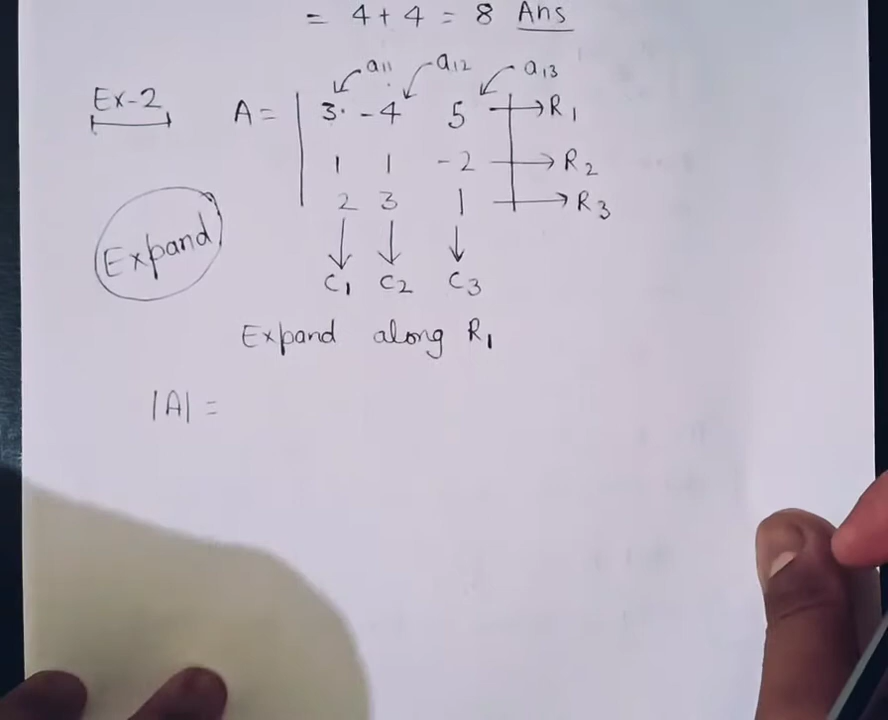 = 4 + 4 = 8 Ans
a11 a12 a13
Ex-2 A = | 3 -4 5 | → R1
1 1 -2 → R2
2 3 1 → R3
Expand
C1 C2 C3
Expand along R1
|A| =